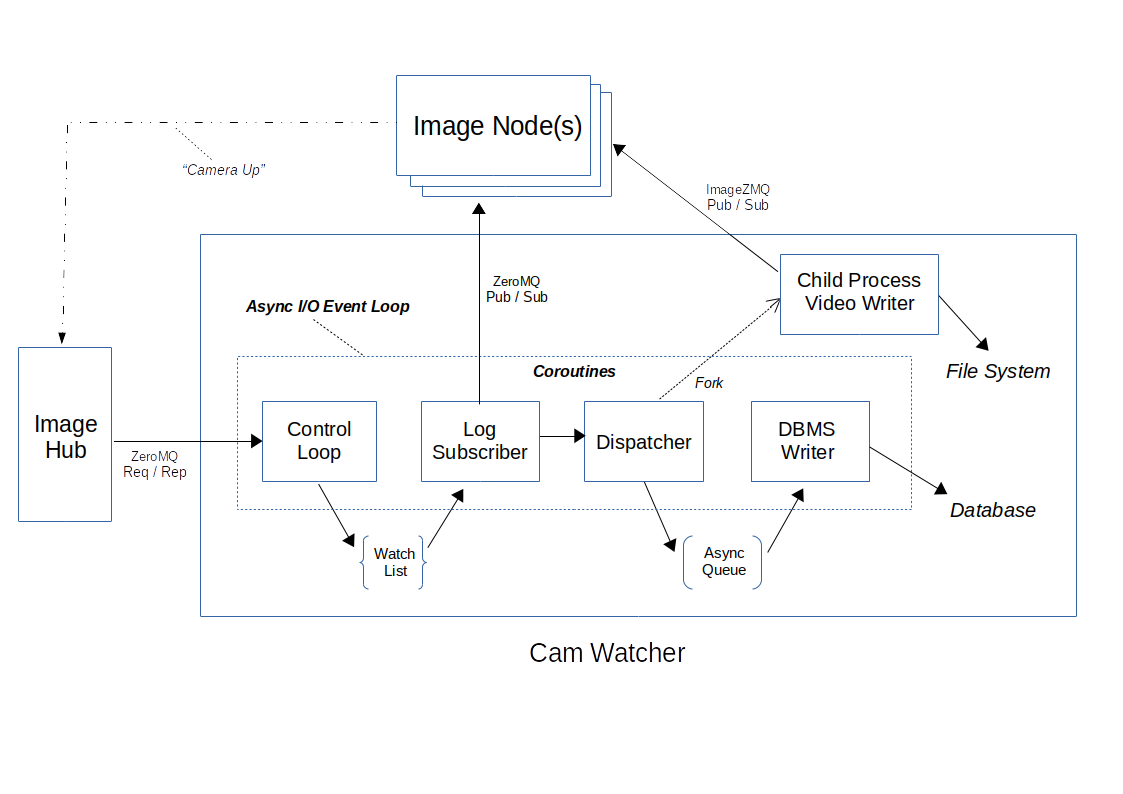 Image Node(s)
“Camera Up”
ImageZMQ
Pub / Sub
Child Process
Video Writer
ZeroMQ
Pub / Sub
Async I/O Event Loop
File System
Coroutines
Fork
Image
Hub
ZeroMQ
Req / Rep
Control
Loop
Log
Subscriber
Dispatcher
DBMS
Writer
Database
Watch
List
Async
Queue
Cam Watcher